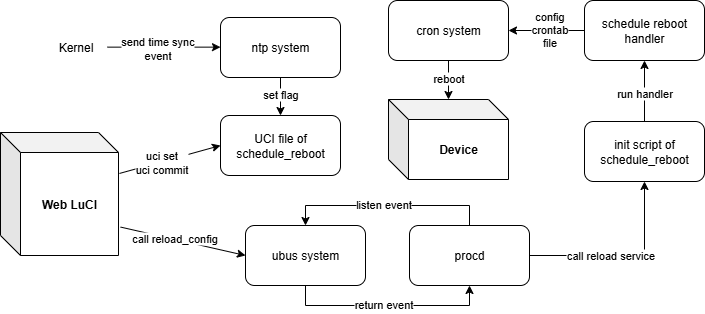 Kernel
send time sync
event
ntp system
set flag
UCI file of
schedule_reboot
Web LuCI
uci set
uci commit
call reload_config
ubus system
listen event
return event
procd
call reload service
init script of
schedule_reboot
run handler
schedule reboot
handler
config
crontab
file
cron system
reboot
Device